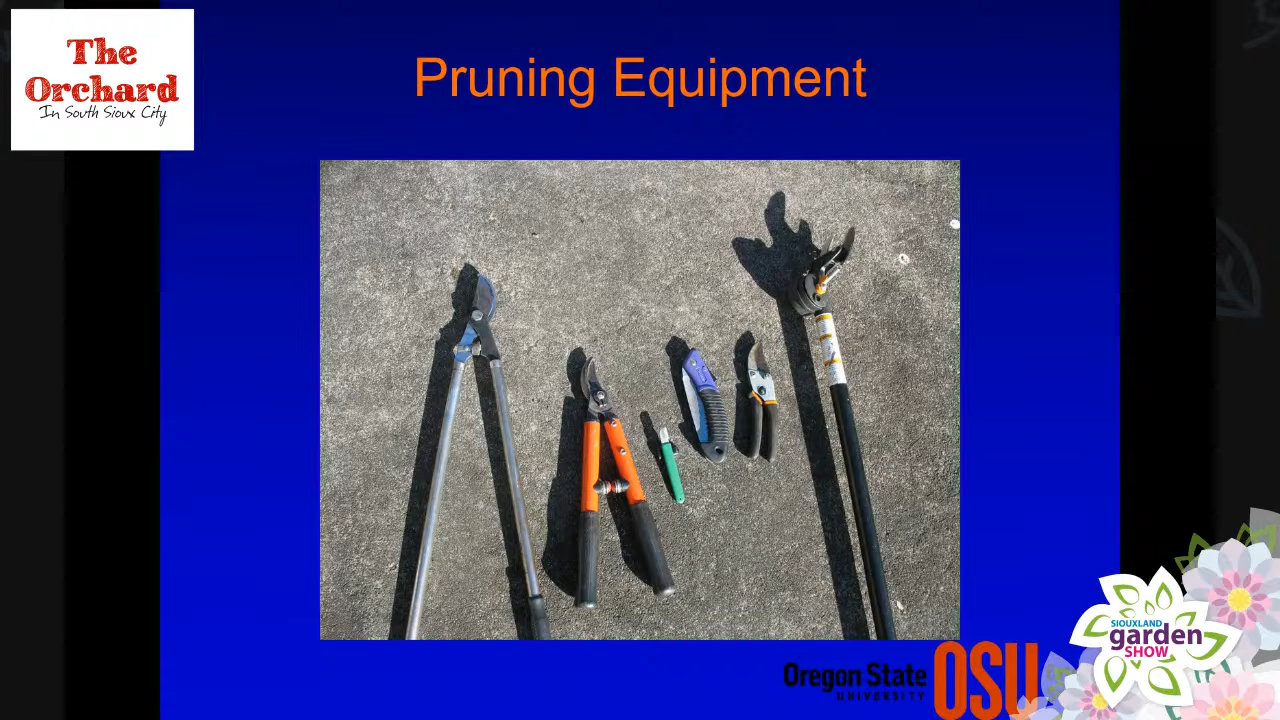 The
Orchard
In South Sioux City
Pruning Equipment
SIOUXLAND
garden
SHOW
Oregon State
UNIVERSITY
OSU